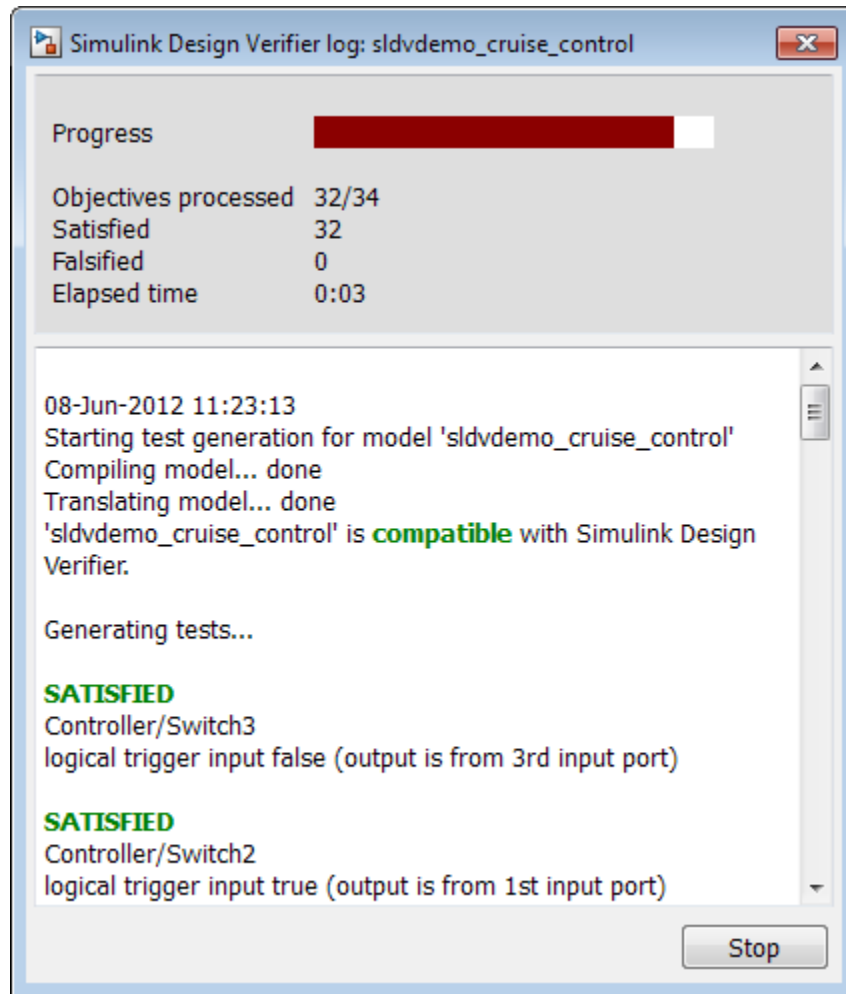 Simulink Design Verifier log: sldvdemo_cruise_control
Progress
Objectives processed 32/34
Satisfied 32
Falsified 0
Elapsed time 0:03
08-Jun-2012 11:23:13
Starting test generation for model 'sldvdemo_cruise_control'
Compiling model... done
Translating model... done
'sldvdemo_cruise_control' is compatible with Simulink Design
Verifier.
Generating tests...
SATISFIED
Controller/Switch3
logical trigger input false (output is from 3rd input port)
SATISFIED
Controller/Switch2
logical trigger input true (output is from 1st input port)
Stop